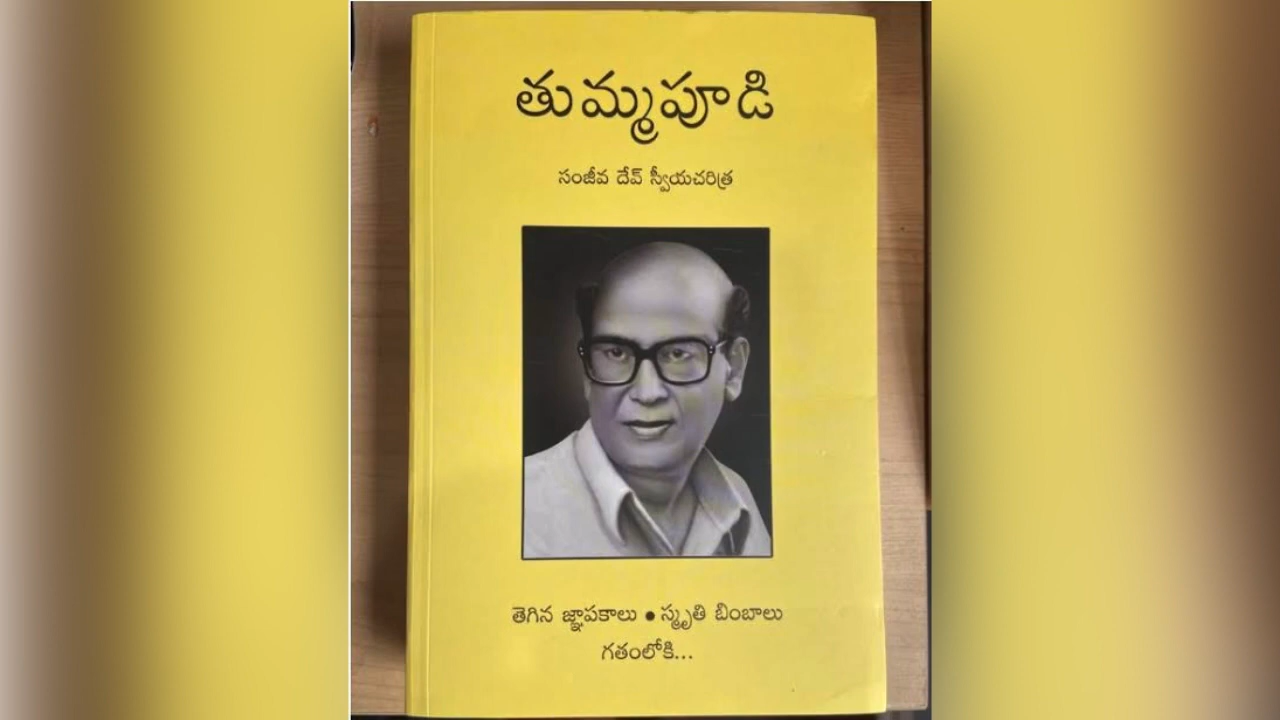 తుమ్మపూడి
సంజీవ దేవ్ స్వీయచరిత్ర
తెగిన జ్ఞాపకాలు ● స్మృతి బింబాలు
గతంలోకి...